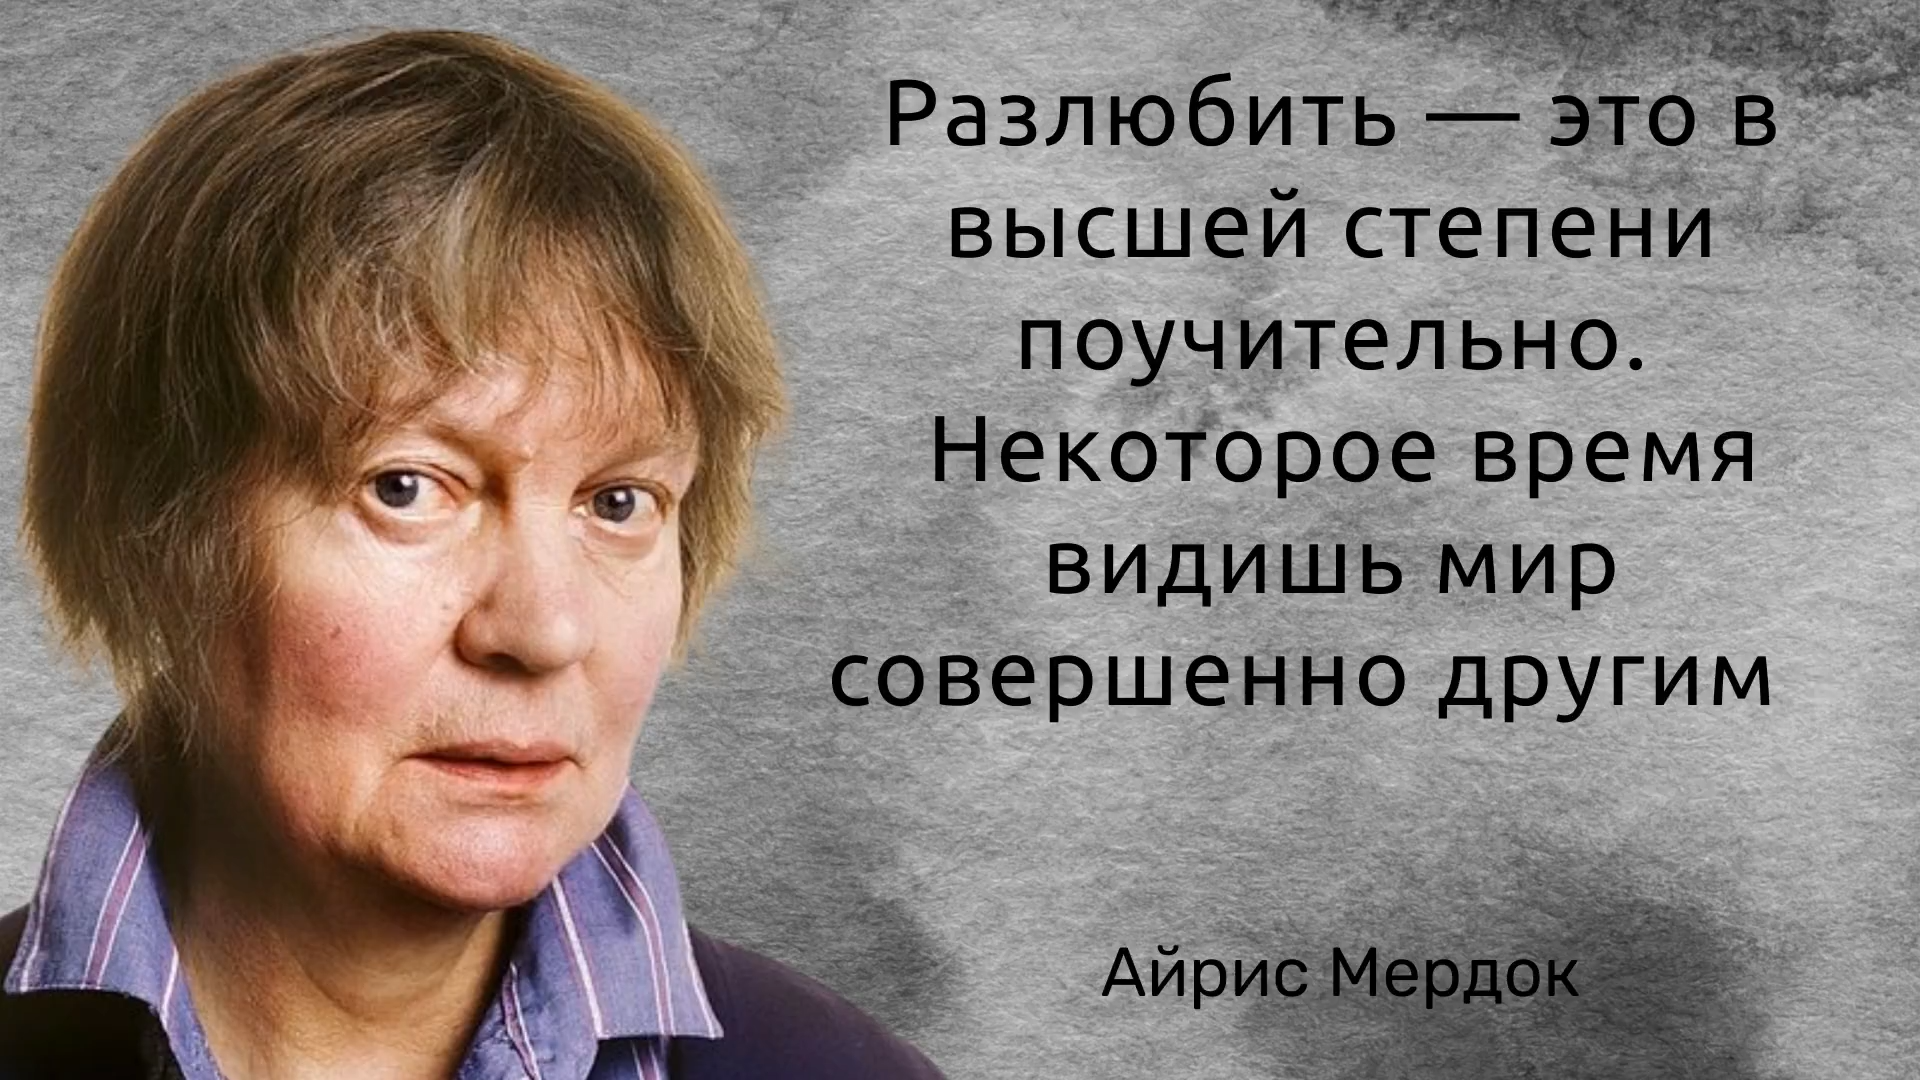 Разлюбить — это в
высшей степени
поучительно.
Некоторое время
видишь мир
совершенно другим
Айрис Мердок